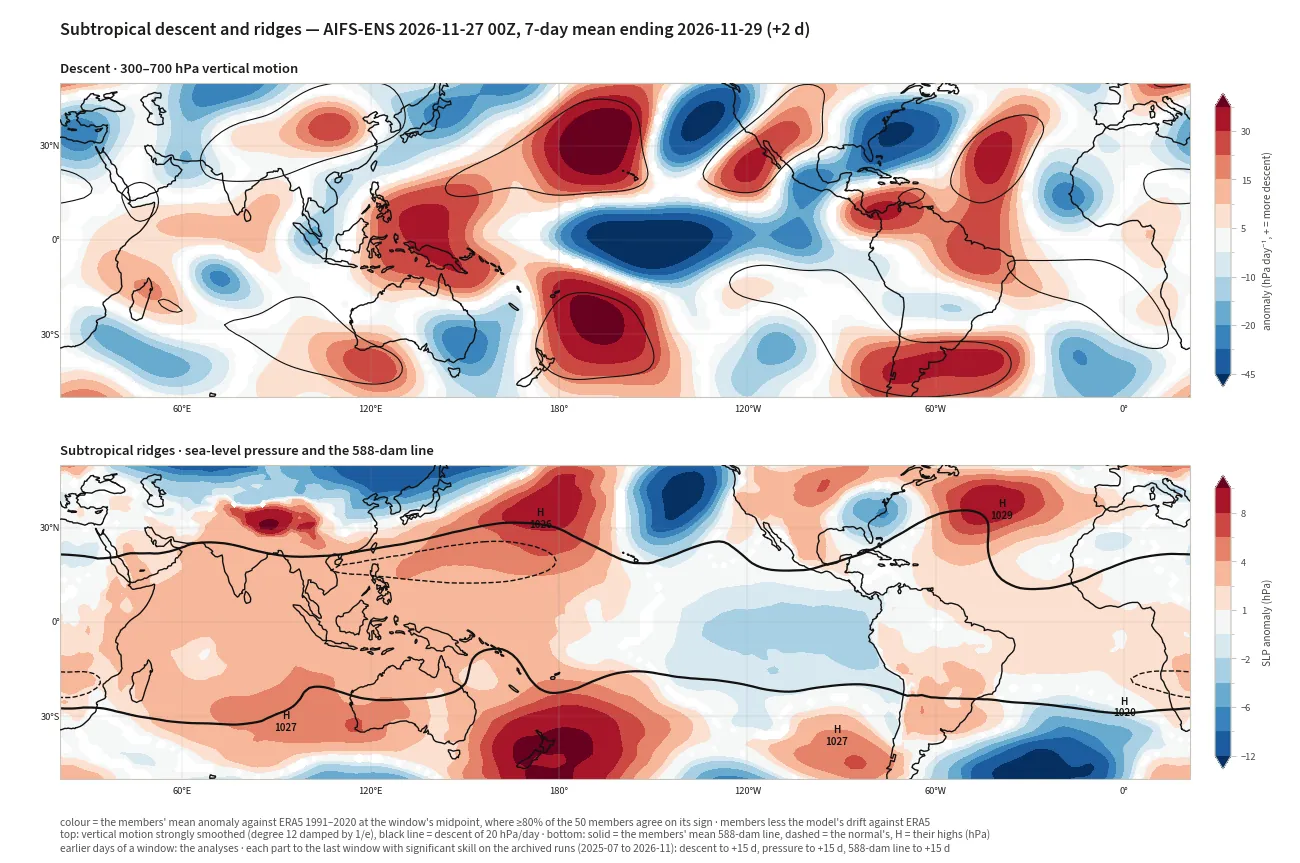 Subtropical descent and ridges — AIFS-ENS 2026-11-27 00Z, 7-day mean ending 2026-11-29 (+2 d)
Descent · 300–700 hPa vertical motion
30°N
0°
30°S
60°E
120°E
180°
120°W
60°W
0°
30
15
5
−10
−20
−45
anomaly (hPa day⁻¹, + = more descent)
Subtropical ridges · sea-level pressure and the 588-dam line
30°N
0°
30°S
H
1026
H
1029
H
1027
H
1027
H
1020
60°E
120°E
180°
120°W
60°W
0°
8
4
1
−2
−6
−12
SLP anomaly (hPa)
colour = the members' mean anomaly against ERA5 1991–2020 at the window's midpoint, where ≥80% of the 50 members agree on its sign · members less the model's drift against ERA5
top: vertical motion strongly smoothed (degree 12 damped by 1/e), black line = descent of 20 hPa/day · bottom: solid = the members' mean 588-dam line, dashed = the normal's, H = their highs (hPa)
earlier days of a window: the analyses · each part to the last window with significant skill on the archived runs (2025-07 to 2026-11): descent to +15 d, pressure to +15 d, 588-dam line to +15 d